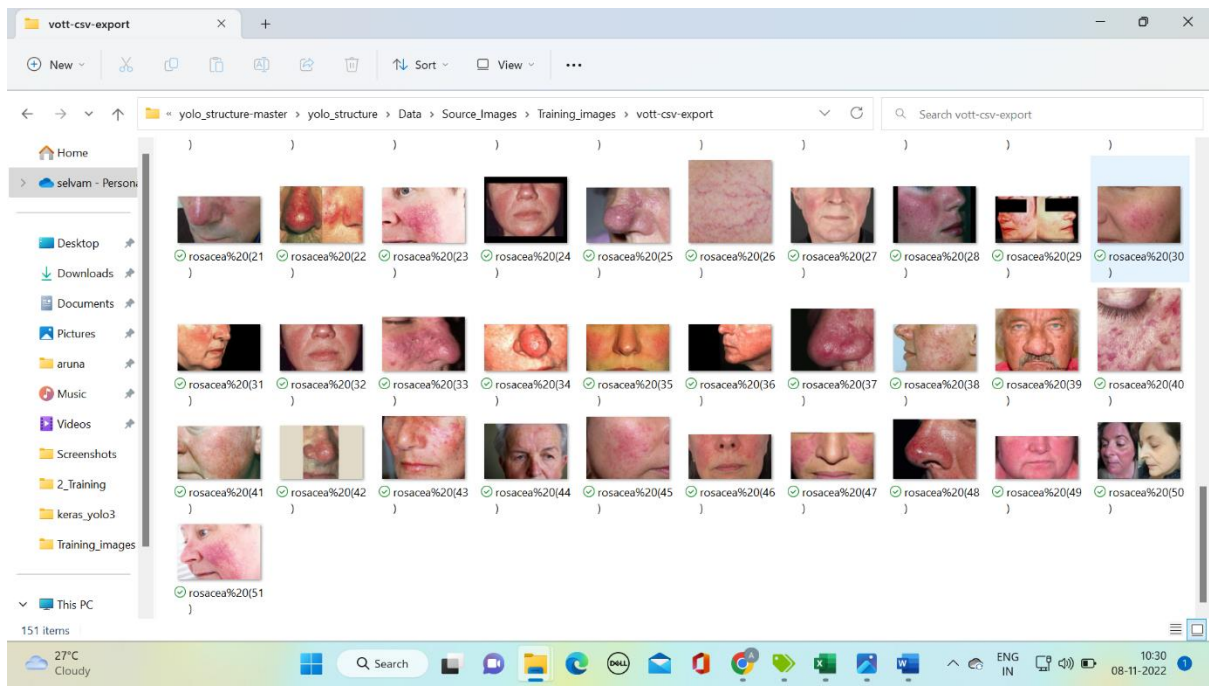 vott-csv-export
New
Sort
View
« yolo_structure-master > yolo_structure > Data > Source_Images > Training_images > vott-csv-export
Search vott-csv-export
Home
selvam - Persona
Desktop
Downloads
Documents
Pictures
aruna
Music
Videos
Screenshots
2_Training
keras_yolo3
Training_images
This PC
) ) ) ) ) ) ) ) ) )
rosacea%20(21 rosacea%20(22 rosacea%20(23 rosacea%20(24 rosacea%20(25 rosacea%20(26 rosacea%20(27 rosacea%20(28 rosacea%20(29 rosacea%20(30
) ) ) ) ) ) ) ) ) )
rosacea%20(31 rosacea%20(32 rosacea%20(33 rosacea%20(34 rosacea%20(35 rosacea%20(36 rosacea%20(37 rosacea%20(38 rosacea%20(39 rosacea%20(40
) ) ) ) ) ) ) ) ) )
rosacea%20(41 rosacea%20(42 rosacea%20(43 rosacea%20(44 rosacea%20(45 rosacea%20(46 rosacea%20(47 rosacea%20(48 rosacea%20(49 rosacea%20(50
) ) ) ) ) ) ) ) ) )
rosacea%20(51
)
151 items
27°C
Cloudy
Search
DELL
ENG
IN
10:30
08-11-2022
1